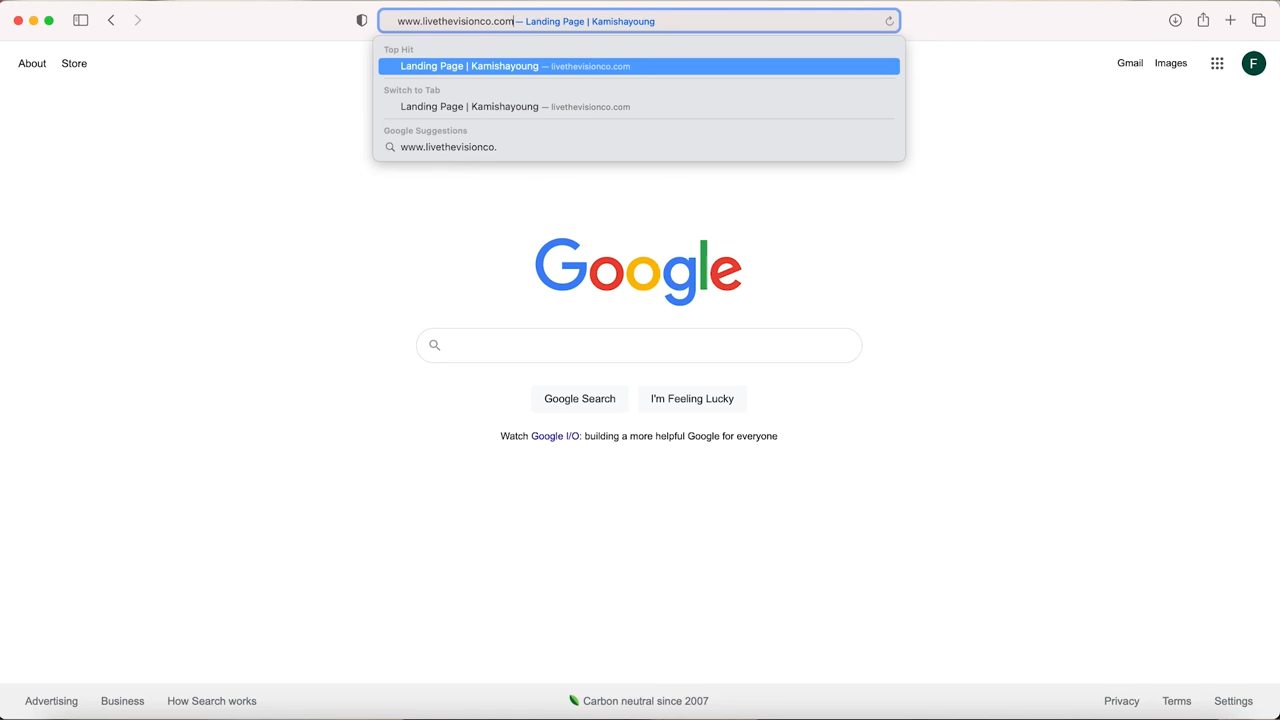 www.livethevisionco.com — Landing Page | Kamishayoung
Top Hit
Landing Page | Kamishayoung — livethevisionco.com
Switch to Tab
Landing Page | Kamishayoung — livethevisionco.com
Google Suggestions
www.livethevisionco.
About Store
Gmail Images F
Google
Google Search I'm Feeling Lucky
Watch Google I/O: building a more helpful Google for everyone
Advertising Business How Search works Carbon neutral since 2007 Privacy Terms Settings